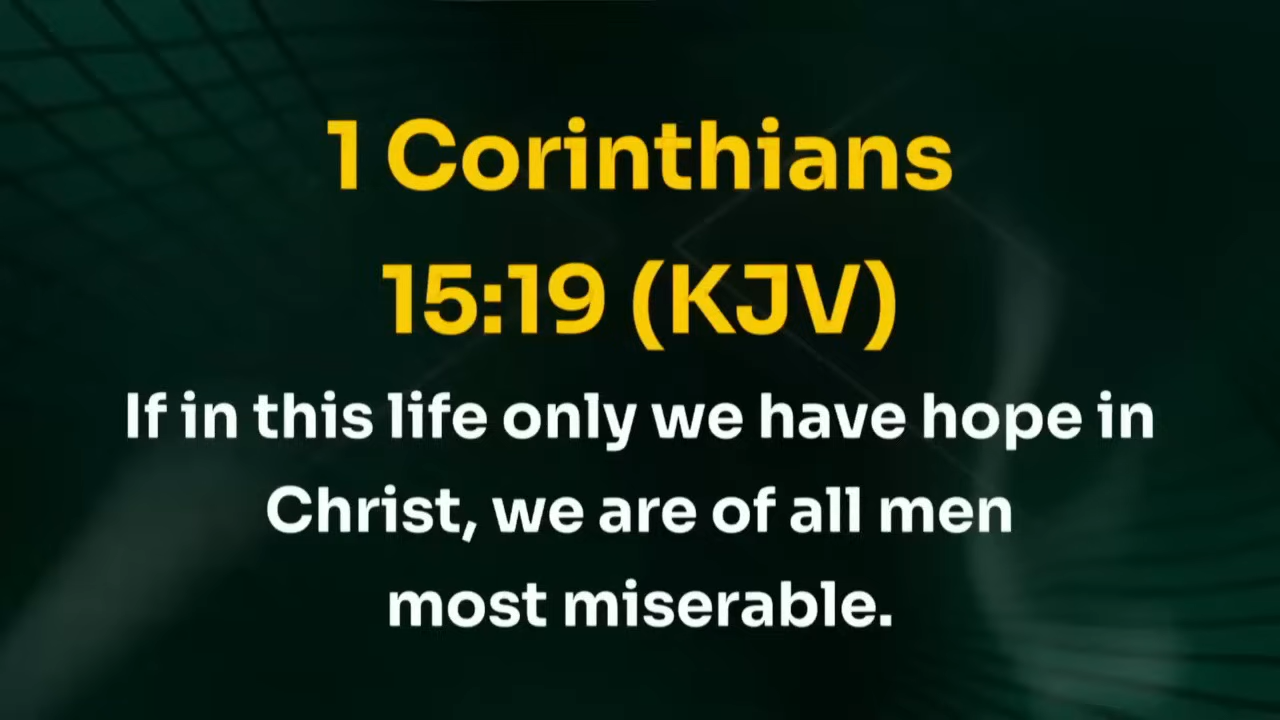 1 Corinthians
15:19 (KJV)
If in this life only we have hope in
Christ, we are of all men
most miserable.